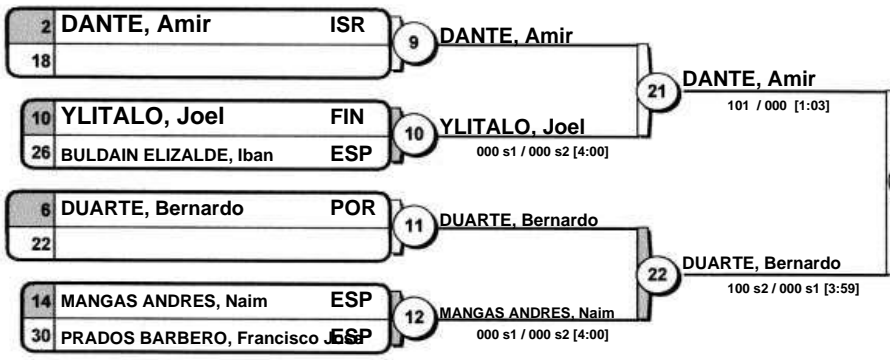 2 DANTE, Amir ISR
18
9 DANTE, Amir
10 YLITALO, Joel FIN
26 BULDAIN ELIZALDE, Iban ESP
10 YLITALO, Joel
000 s1 / 000 s2 [4:00]
21 DANTE, Amir
101 / 000 [1:03]
6 DUARTE, Bernardo POR
22
11 DUARTE, Bernardo
14 MANGAS ANDRES, Naim ESP
30 PRADOS BARBERO, Francisco José ESP
12 MANGAS ANDRES, Naim
000 s1 / 000 s2 [4:00]
22 DUARTE, Bernardo
100 s2 / 000 s1 [3:59]